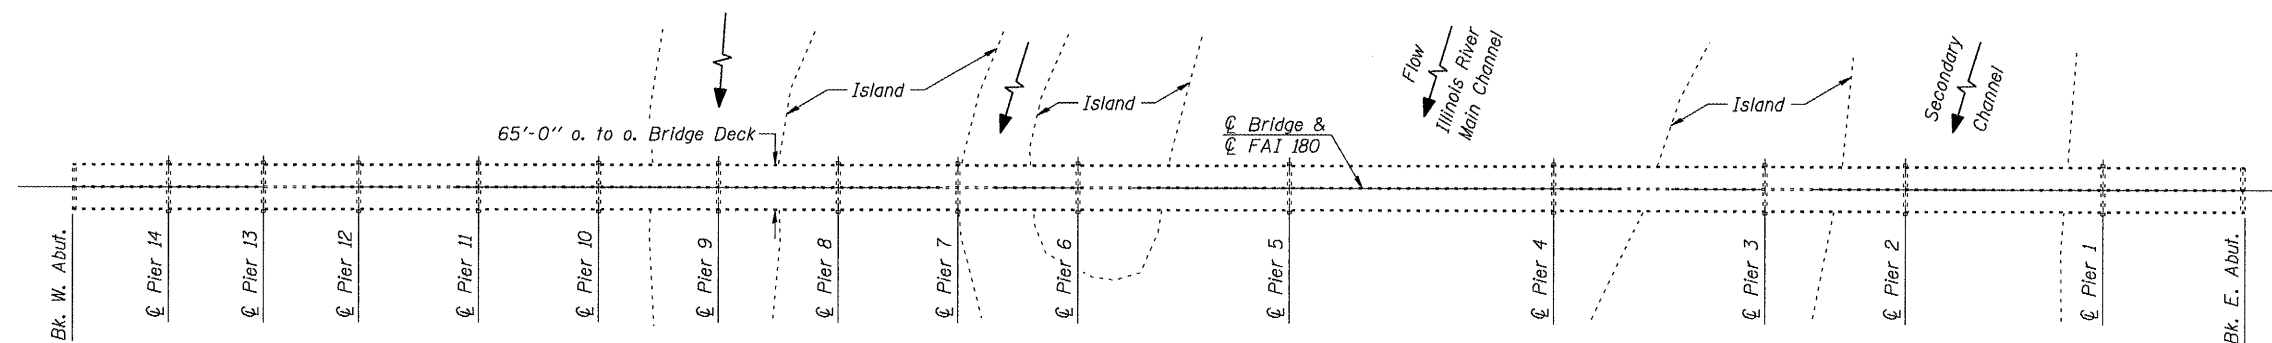 Island
Island
Island
Flow
Illinois River
Main Channel
Secondary
Channel
65'-0" o. to o. Bridge Deck
℄ Bridge &
℄ FAI 180
Bk. W. Abut.
℄ Pier 14
℄ Pier 13
℄ Pier 12
℄ Pier 11
℄ Pier 10
℄ Pier 9
℄ Pier 8
℄ Pier 7
℄ Pier 6
℄ Pier 5
℄ Pier 4
℄ Pier 3
℄ Pier 2
℄ Pier 1
Bk. E. Abut.